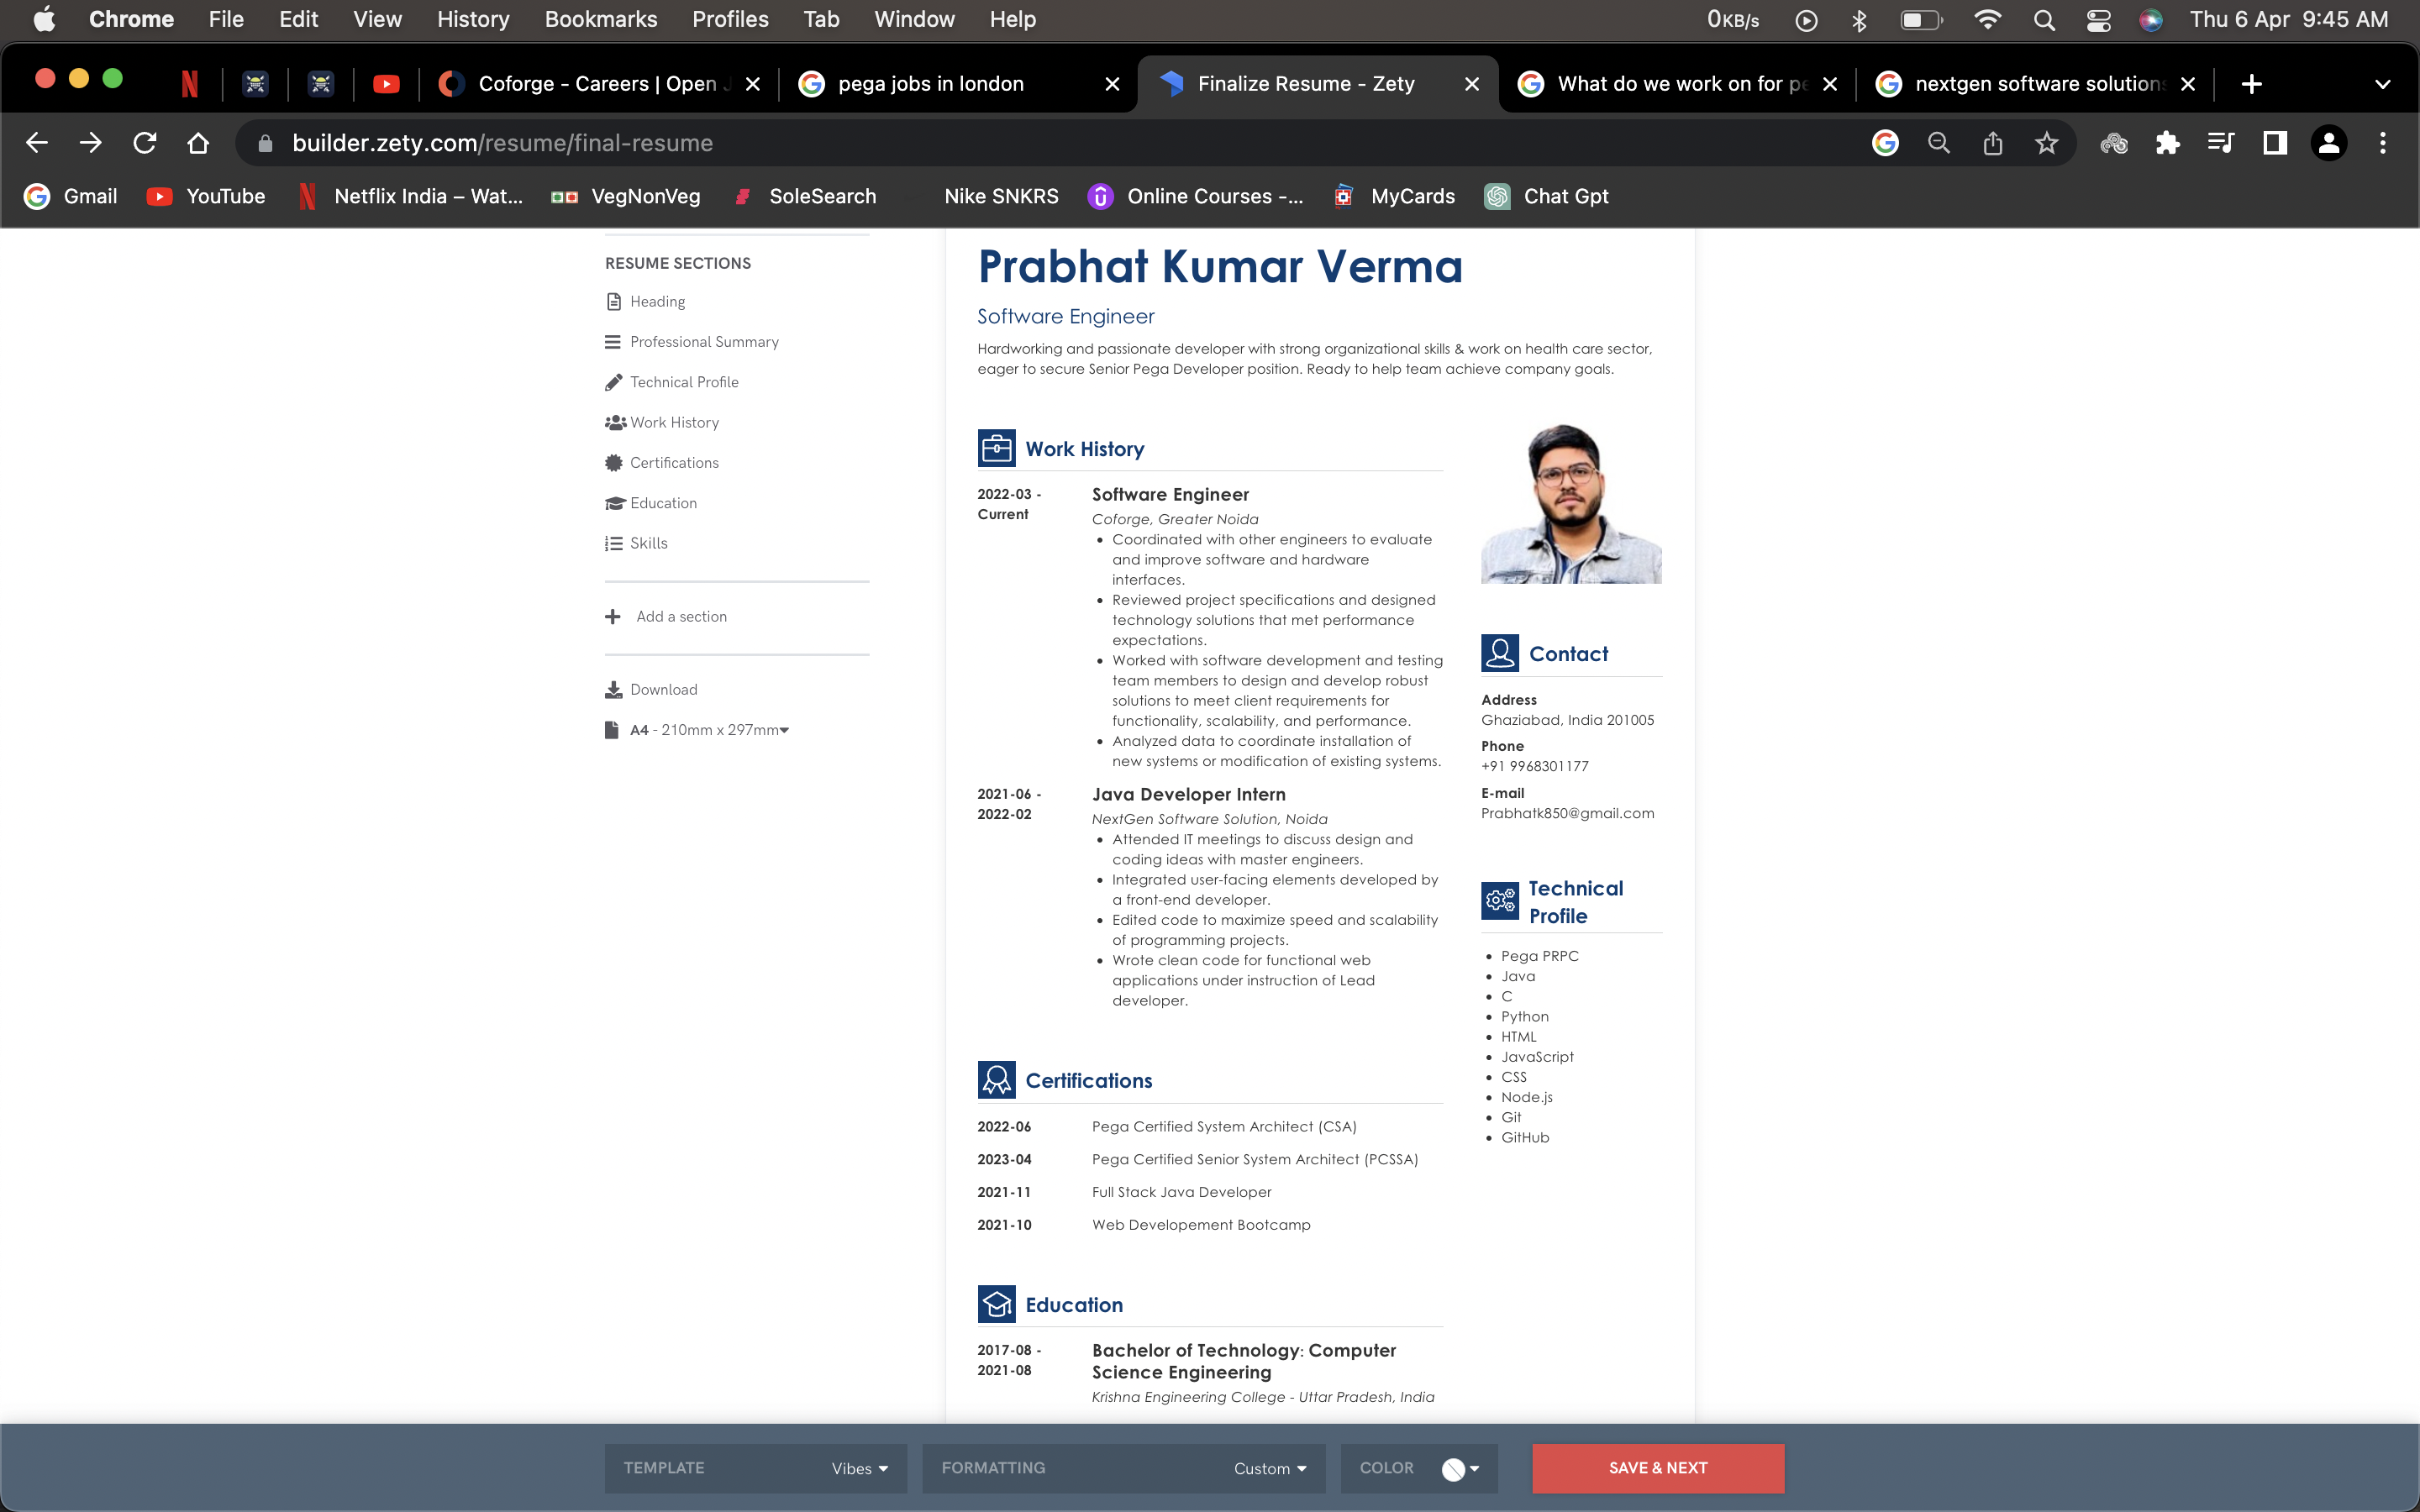 Chrome File Edit View History Bookmarks Profiles Tab Window Help 0KB/s Thu 6 Apr 9:45 AM
Coforge - Careers | Open J pega jobs in london Finalize Resume - Zety What do we work on for pe nextgen software solutions
builder.zety.com/resume/final-resume
Gmail YouTube Netflix India – Wat... VegNonVeg SoleSearch Nike SNKRS Online Courses -... MyCards Chat Gpt
RESUME SECTIONS
Heading
Professional Summary
Technical Profile
Work History
Certifications
Education
Skills
Add a section
Download
A4 - 210mm x 297mm
Prabhat Kumar Verma
Software Engineer
Hardworking and passionate developer with strong organizational skills & work on health care sector,
eager to secure Senior Pega Developer position. Ready to help team achieve company goals.
Work History
2022-03 -
Current
Software Engineer
Coforge, Greater Noida
• Coordinated with other engineers to evaluate
and improve software and hardware
interfaces.
• Reviewed project specifications and designed
technology solutions that met performance
expectations.
• Worked with software development and testing
team members to design and develop robust
solutions to meet client requirements for
functionality, scalability, and performance.
• Analyzed data to coordinate installation of
new systems or modification of existing systems.
2021-06 -
2022-02
Java Developer Intern
NextGen Software Solution, Noida
• Attended IT meetings to discuss design and
coding ideas with master engineers.
• Integrated user-facing elements developed by
a front-end developer.
• Edited code to maximize speed and scalability
of programming projects.
• Wrote clean code for functional web
applications under instruction of Lead
developer.
Certifications
2022-06 Pega Certified System Architect (CSA)
2023-04 Pega Certified Senior System Architect (PCSSA)
2021-11 Full Stack Java Developer
2021-10 Web Developement Bootcamp
Education
2017-08 -
2021-08
Bachelor of Technology: Computer
Science Engineering
Krishna Engineering College - Uttar Pradesh, India
Contact
Address
Ghaziabad, India 201005
Phone
+91 9968301177
E-mail
Prabhatk850@gmail.com
Technical
Profile
• Pega PRPC
• Java
• C
• Python
• HTML
• JavaScript
• CSS
• Node.js
• Git
• GitHub
TEMPLATE Vibes FORMATTING Custom COLOR SAVE & NEXT